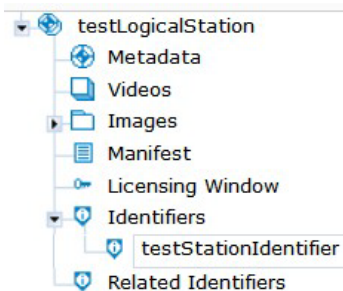 testLogicalStation
Metadata
Videos
Images
Manifest
Licensing Window
Identifiers
testStationIdentifier
Related Identifiers